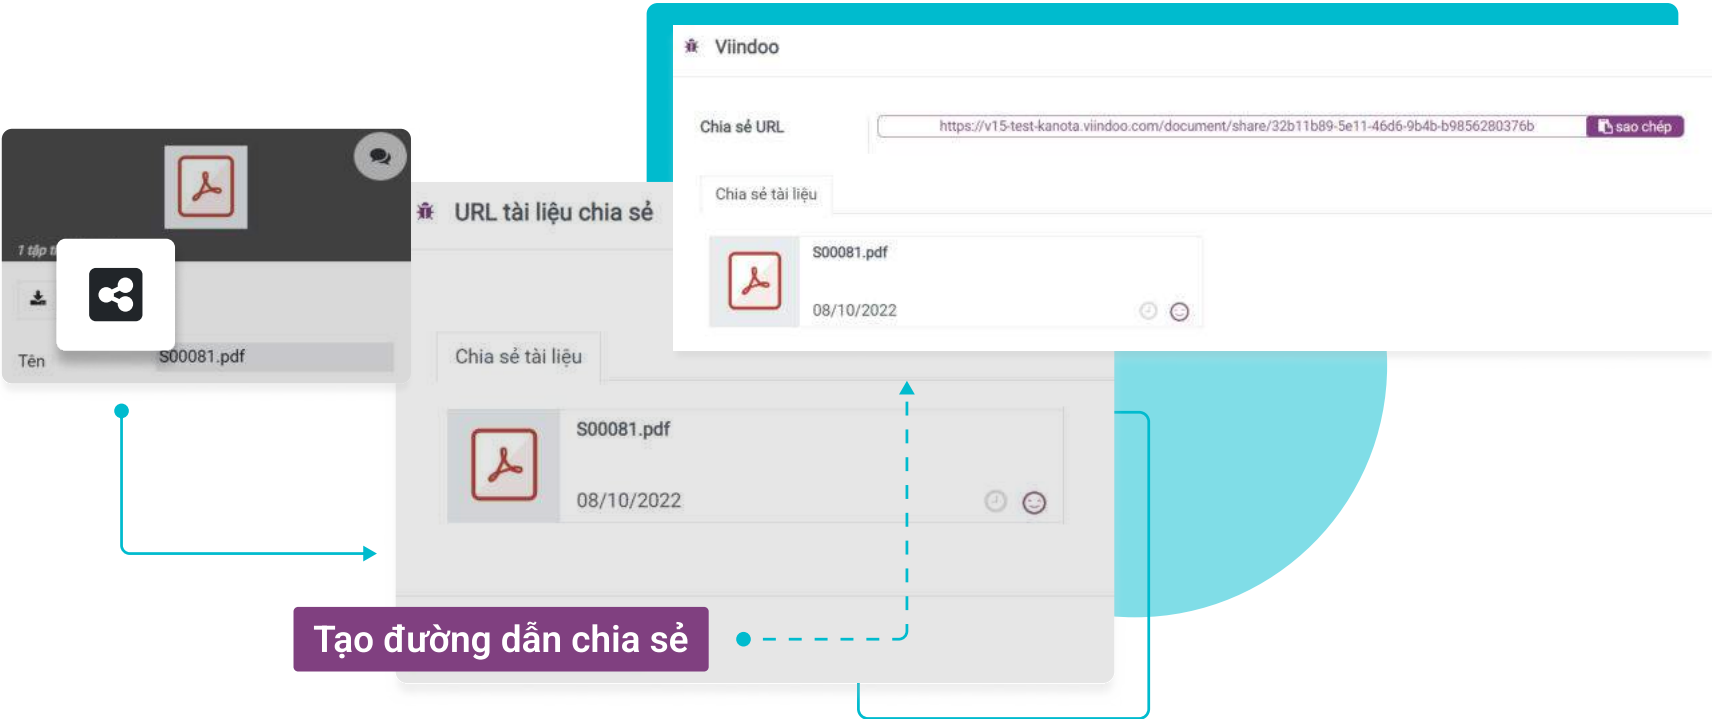 Viindoo
Chia sẻ URL
https://v15-test-kanota.viindoo.com/document/share/32b11b89-5e11-46d6-9b4b-b9856280376b
sao chép
Chia sẻ tài liệu
S00081.pdf
08/10/2022
1 tập
Tên
S00081.pdf
URL tài liệu chia sẻ
Chia sẻ tài liệu
S00081.pdf
08/10/2022
Tạo đường dẫn chia sẻ